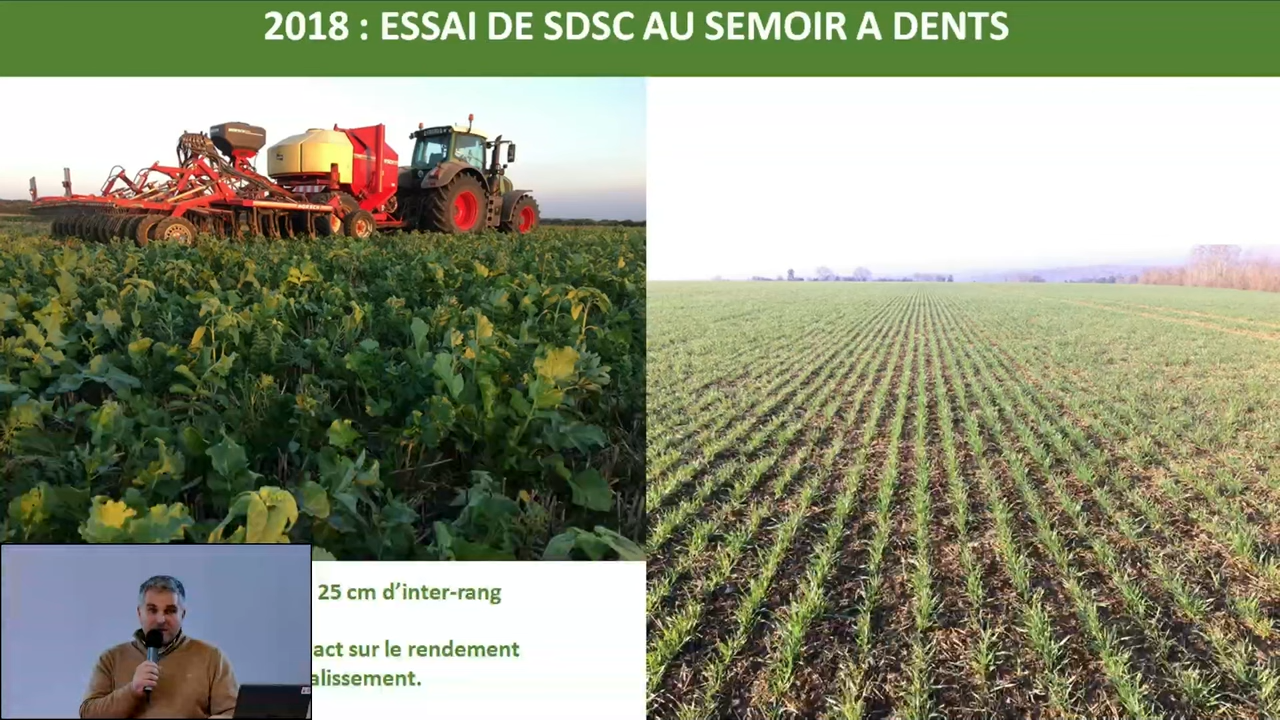 2018 : ESSAI DE SDSC AU SEMOIR A DENTS
25 cm d’inter-rang
act sur le rendement
alissement.